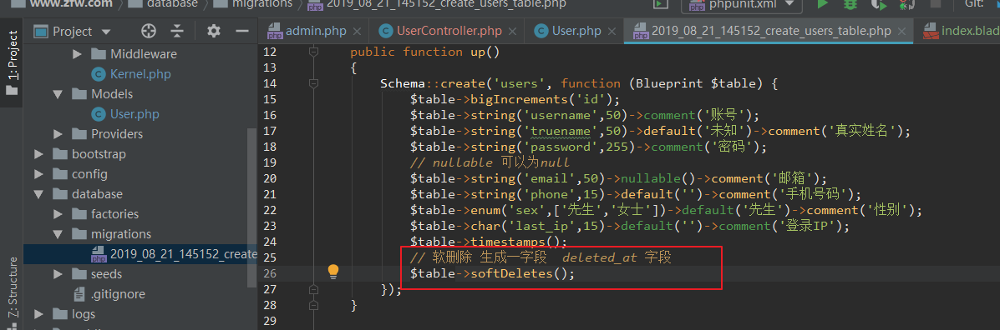 www.zfw.com database migrations 2019_08_21_145152_create_users_table.php phpunit.xml Git:
Project
admin.php UserController.php User.php 2019_08_21_145152_create_users_table.php index.blad
1: Project
Z: Structure
Middleware
Kernel.php
Models
User.php
Providers
bootstrap
config
database
factories
migrations
2019_08_21_145152_create
seeds
.gitignore
logs
12 public function up()
13 {
14 Schema::create('users', function (Blueprint $table) {
15 $table->bigIncrements('id');
16 $table->string('username',50)->comment('账号');
17 $table->string('truename',50)->default('未知')->comment('真实姓名');
18 $table->string('password',255)->comment('密码');
19 // nullable 可以为null
20 $table->string('email',50)->nullable()->comment('邮箱');
21 $table->string('phone',15)->default('')->comment('手机号码');
22 $table->enum('sex',['先生','女士'])->default('先生')->comment('性别');
23 $table->char('last_ip',15)->default('')->comment('登录IP');
24 $table->timestamps();
25 // 软删除 生成一字段 deleted_at 字段
26 $table->softDeletes();
27 });
28 }
29